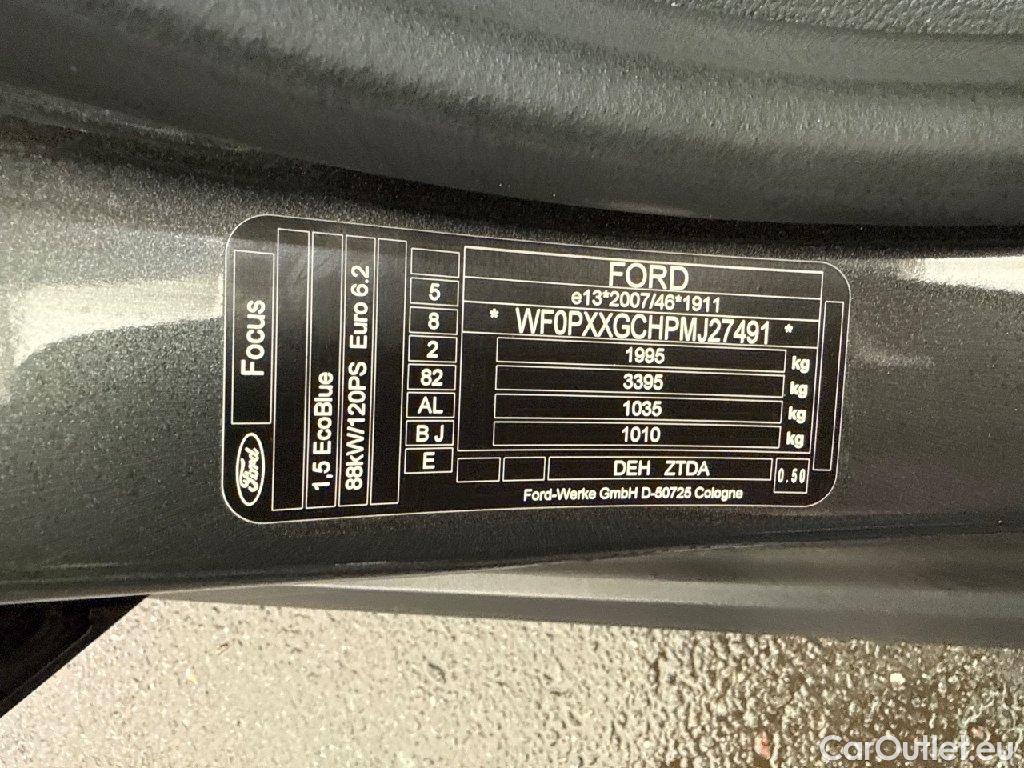 FORD
e13*2007/46*1911
* WF0PXXGCHPMJ27491 *
1995 kg
3395 kg
1035 kg
1010 kg
DEH ZTDA
0.50
Ford-Werke GmbH D-50725 Cologne
5
8
2
82
AL
B J
E
Focus
Ford
1,5 EcoBlue
88kW/120PS Euro 6.2
CarOutlet.eu